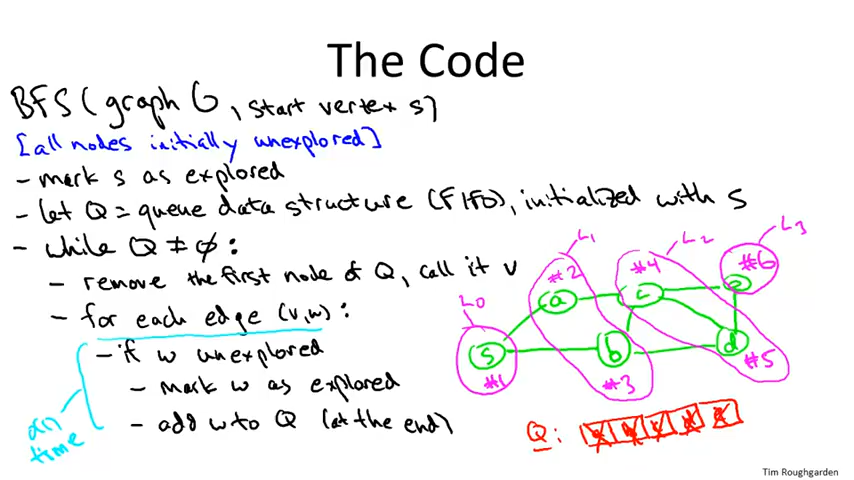 The Code
BFS (graph G, start vertex s)
[all nodes initially unexplored]
- mark s as explored
- let Q = queue data structure (FIFO), initialized with s
- while Q ≠ ∅:
- remove the first node of Q, call it v
- for each edge (v,w):
- if w unexplored
- mark w as explored
- add w to Q (at the end)
time
L0
L1
L2
L3
#2
#4
#6
a
c
e
s
b
d
#1
#3
#5
Q:
Tim Roughgarden